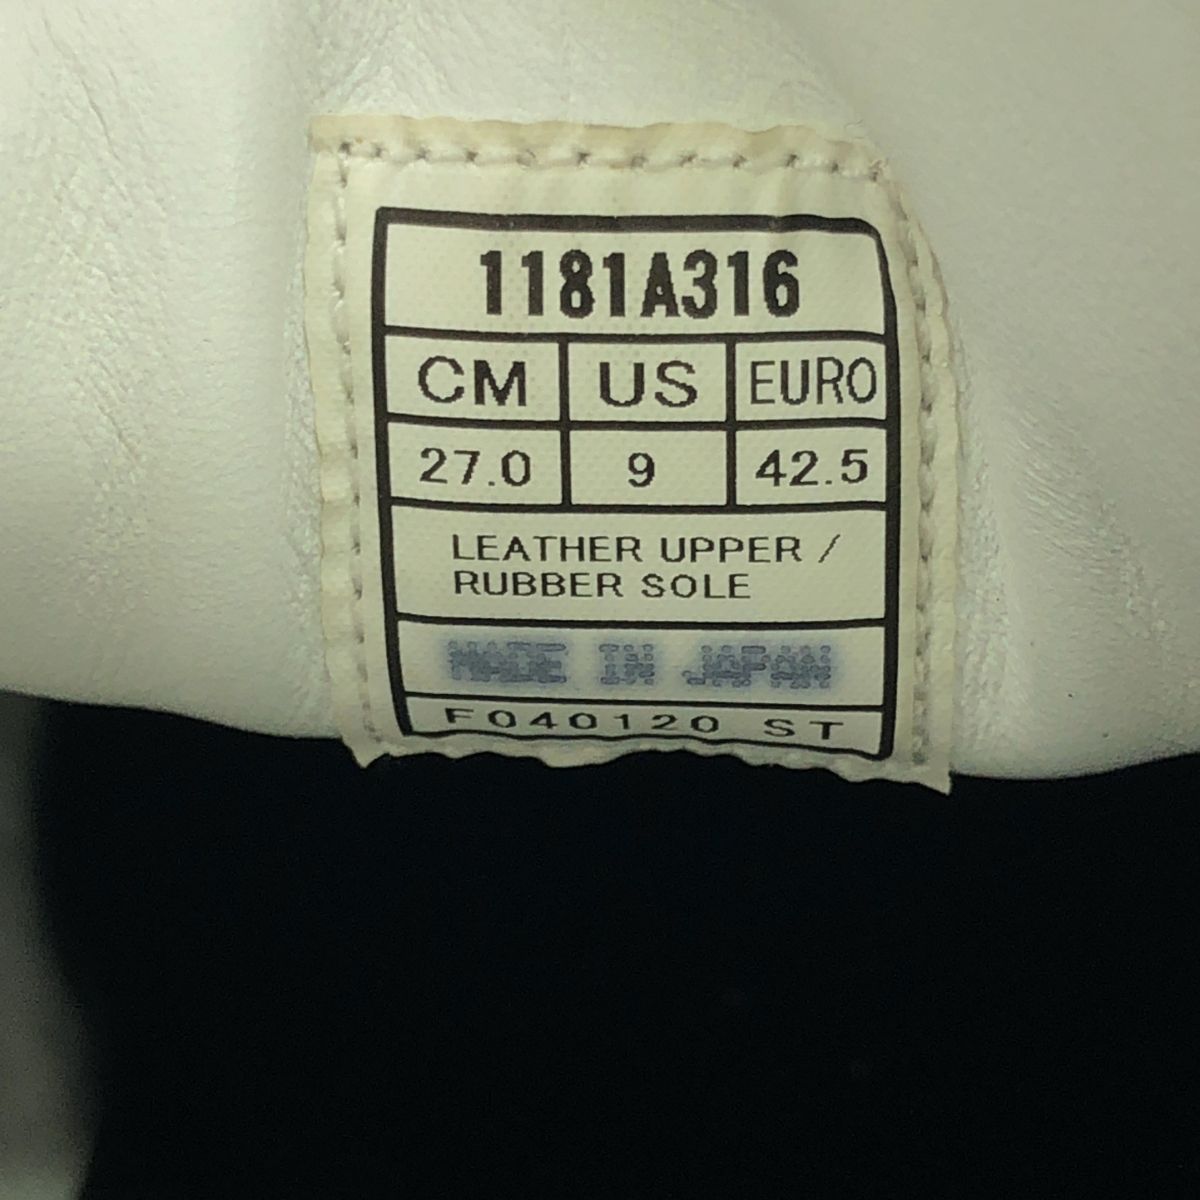 1181A316
CM US EURO
27.0 9 42.5
LEATHER UPPER /
RUBBER SOLE
MADE IN JAPAN
F040120 ST